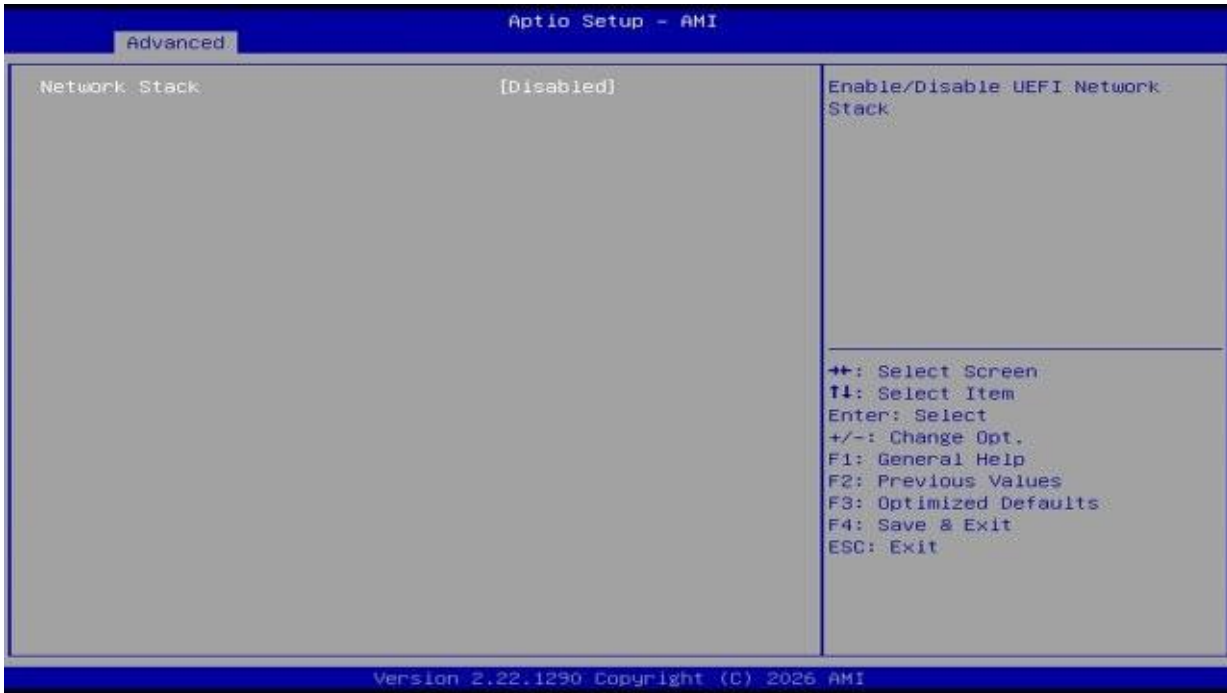 Aptio Setup - AMI
Advanced
Network Stack [Disabled]
Enable/Disable UEFI Network
Stack
→←: Select Screen
↑↓: Select Item
Enter: Select
+/-: Change Opt.
F1: General Help
F2: Previous Values
F3: Optimized Defaults
F4: Save & Exit
ESC: Exit
Version 2.22.1290 Copyright (C) 2026 AMI